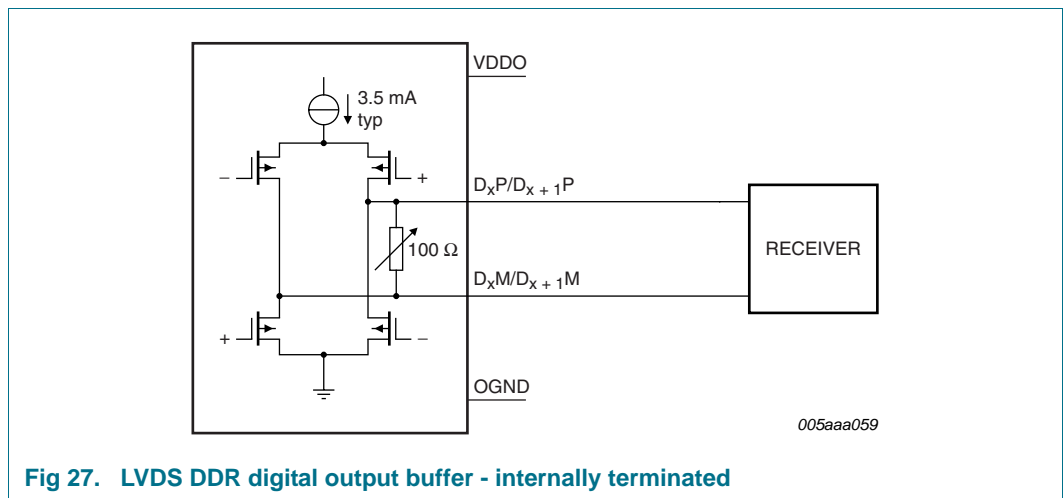 VDDO
3.5 mA
typ
−
+
DxP/Dx + 1P
100 Ω
RECEIVER
DxM/Dx + 1M
+
−
OGND
005aaa059
Fig 27. LVDS DDR digital output buffer - internally terminated